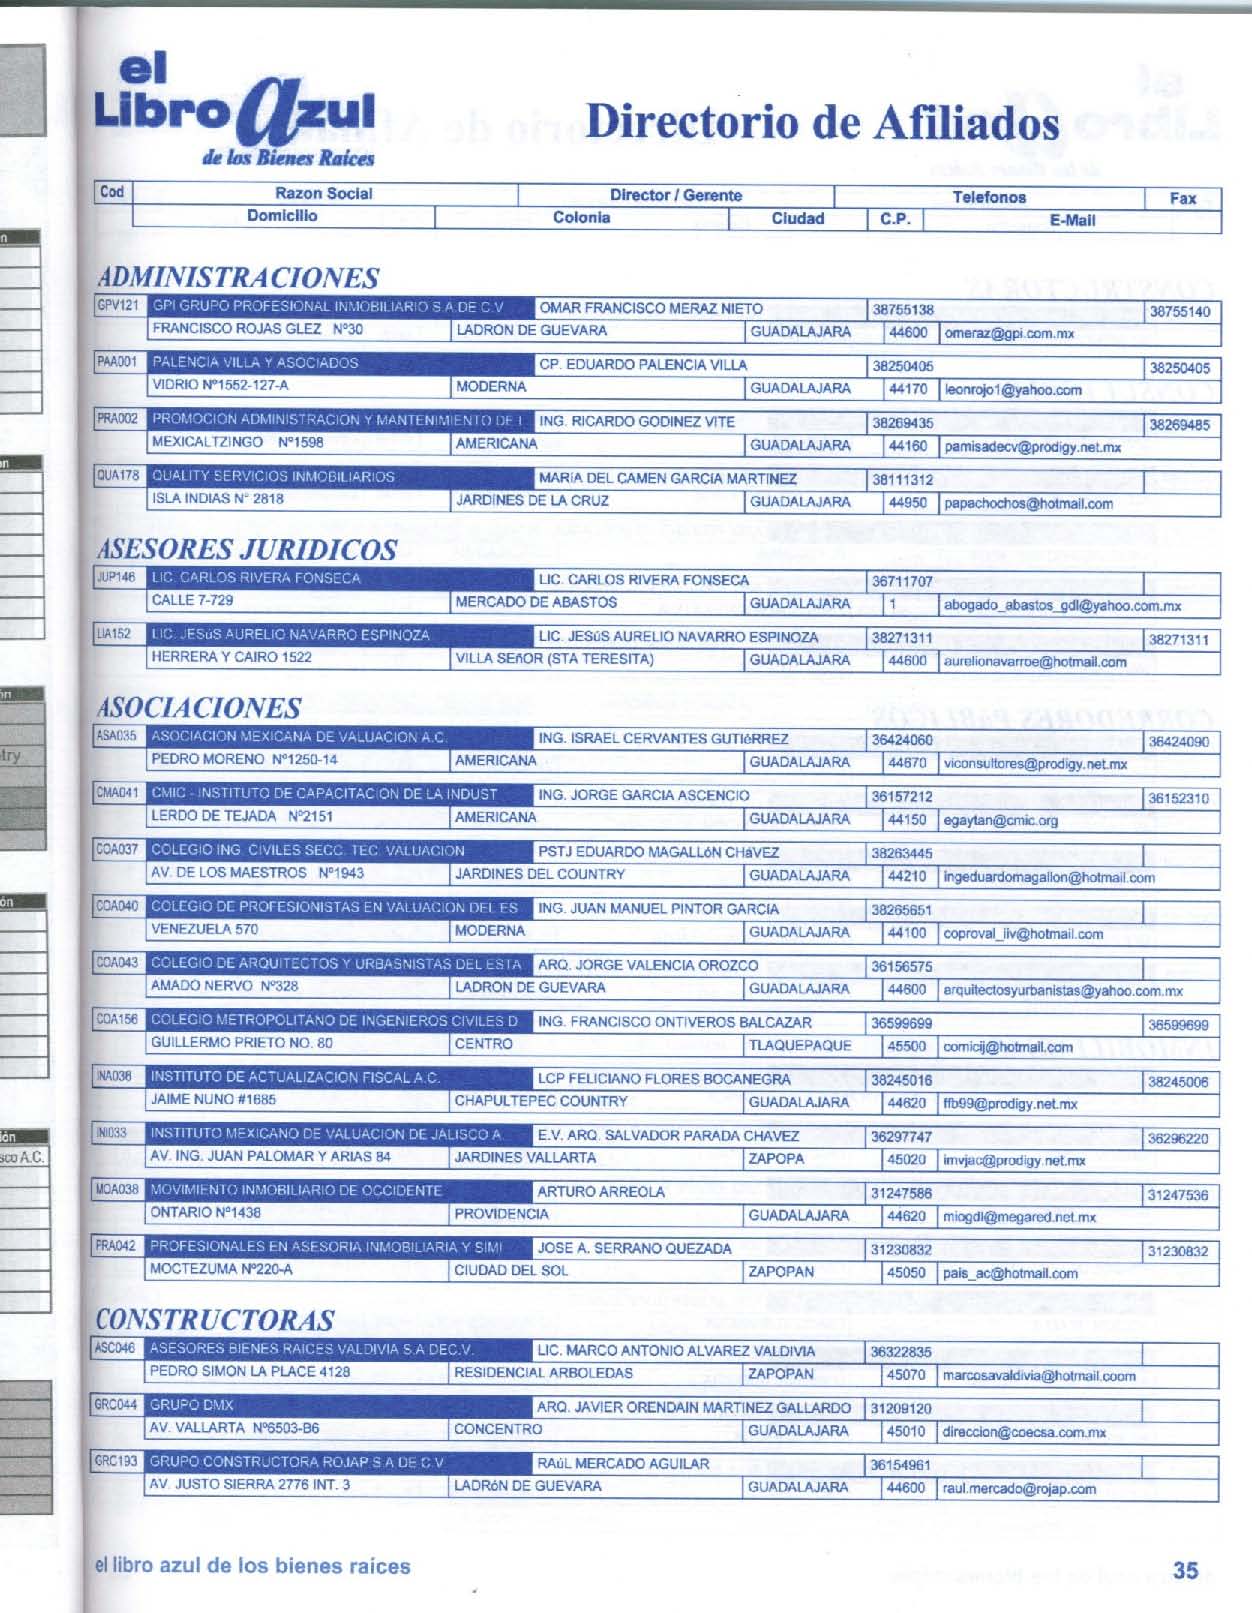 el
Libro azul
de los Bienes Raíces
Directorio de Afiliados
Cod Razon Social Director / Gerente Telefonos Fax
Domicilio Colonia Ciudad C.P. E-Mail
ADMINISTRACIONES
GPV121 GPI GRUPO PROFESIONAL INMOBILIARIO S.A.DE C.V OMAR FRANCISCO MERAZ NIETO 38755138 38755140
FRANCISCO ROJAS GLEZ Nº30 LADRON DE GUEVARA GUADALAJARA 44600 omeraz@gpi.com.mx
PAA001 PALENCIA VILLA Y ASOCIADOS CP. EDUARDO PALENCIA VILLA 38250405 38250405
VIDRIO Nº1552-127-A MODERNA GUADALAJARA 44170 leonrojo1@yahoo.com
PRA002 PROMOCION ADMINISTRACION Y MANTENIMIENTO DE I ING. RICARDO GODINEZ VITE 38269435 38269485
MEXICALTZINGO Nº1598 AMERICANA GUADALAJARA 44160 pamisadecv@prodigy.net.mx
QUA178 QUALITY SERVICIOS INMOBILIARIOS MARIA DEL CAMEN GARCIA MARTINEZ 38111312
ISLA INDIAS N° 2818 JARDINES DE LA CRUZ GUADALAJARA 44950 papachochos@hotmail.com
ASESORES JURIDICOS
JUP146 LIC. CARLOS RIVERA FONSECA LIC. CARLOS RIVERA FONSECA 36711707
CALLE 7-729 MERCADO DE ABASTOS GUADALAJARA 1 abogado_abastos_gdl@yahoo.com.mx
LIA152 LIC. JESúS AURELIO NAVARRO ESPINOZA LIC. JESúS AURELIO NAVARRO ESPINOZA 38271311 38271311
HERRERA Y CAIRO 1522 VILLA SEñOR (STA TERESITA) GUADALAJARA 44600 aurelionavarroe@hotmail.com
ASOCIACIONES
ASA035 ASOCIACION MEXICANA DE VALUACION A.C. ING. ISRAEL CERVANTES GUTIéRREZ 36424060 36424090
PEDRO MORENO Nº1250-14 AMERICANA GUADALAJARA 44670 viconsultores@prodigy.net.mx
CMA041 CMIC - INSTITUTO DE CAPACITACION DE LA INDUST ING. JORGE GARCIA ASCENCIO 36157212 36152310
LERDO DE TEJADA Nº2151 AMERICANA GUADALAJARA 44150 egaytan@cmic.org
COA037 COLEGIO ING. CIVILES SECC. TEC. VALUACION PSTJ EDUARDO MAGALLóN CHáVEZ 38263445
AV. DE LOS MAESTROS Nº1943 JARDINES DEL COUNTRY GUADALAJARA 44210 ingeduardomagallon@hotmail.com
COA040 COLEGIO DE PROFESIONISTAS EN VALUACION DEL ES ING. JUAN MANUEL PINTOR GARCIA 38265651
VENEZUELA 570 MODERNA GUADALAJARA 44100 coproval_iiv@hotmail.com
COA043 COLEGIO DE ARQUITECTOS Y URBASNISTAS DEL ESTA ARQ. JORGE VALENCIA OROZCO 36156575
AMADO NERVO Nº328 LADRON DE GUEVARA GUADALAJARA 44600 arquitectosyurbanistas@yahoo.com.mx
COA156 COLEGIO METROPOLITANO DE INGENIEROS CIVILES D ING. FRANCISCO ONTIVEROS BALCAZAR 36599699 36599699
GUILLERMO PRIETO NO. 80 CENTRO TLAQUEPAQUE 45500 comicij@hotmail.com
INA036 INSTITUTO DE ACTUALIZACION FISCAL A.C. LCP FELICIANO FLORES BOCANEGRA 38245016 38245006
JAIME NUNO #1685 CHAPULTEPEC COUNTRY GUADALAJARA 44620 ffb99@prodigy.net.mx
INI033 INSTITUTO MEXICANO DE VALUACION DE JALISCO A. E.V. ARQ. SALVADOR PARADA CHAVEZ 36297747 36296220
AV. ING. JUAN PALOMAR Y ARIAS 84 JARDINES VALLARTA ZAPOPA 45020 imvjac@prodigy.net.mx
MOA038 MOVIMIENTO INMOBILIARIO DE OCCIDENTE ARTURO ARREOLA 31247586 31247536
ONTARIO Nº1438 PROVIDENCIA GUADALAJARA 44620 miogdl@megared.net.mx
PRA042 PROFESIONALES EN ASESORIA INMOBILIARIA Y SIMI JOSE A. SERRANO QUEZADA 31230832 31230832
MOCTEZUMA Nº220-A CIUDAD DEL SOL ZAPOPAN 45050 pais_ac@hotmail.com
CONSTRUCTORAS
ASC046 ASESORES BIENES RAICES VALDIVIA S.A DEC.V. LIC. MARCO ANTONIO ALVAREZ VALDIVIA 36322835
PEDRO SIMON LA PLACE 4128 RESIDENCIAL ARBOLEDAS ZAPOPAN 45070 marcosavaldivia@hotmail.coom
GRC044 GRUPO DMX ARQ. JAVIER ORENDAIN MARTINEZ GALLARDO 31209120
AV. VALLARTA Nº6503-B6 CONCENTRO GUADALAJARA 45010 direccion@coecsa.com.mx
GRC193 GRUPO CONSTRUCTORA ROJAP S.A DE C.V. RAúL MERCADO AGUILAR 36154961
AV. JUSTO SIERRA 2776 INT. 3 LADRóN DE GUEVARA GUADALAJARA 44600 raul.mercado@rojap.com
el libro azul de los bienes raíces 35